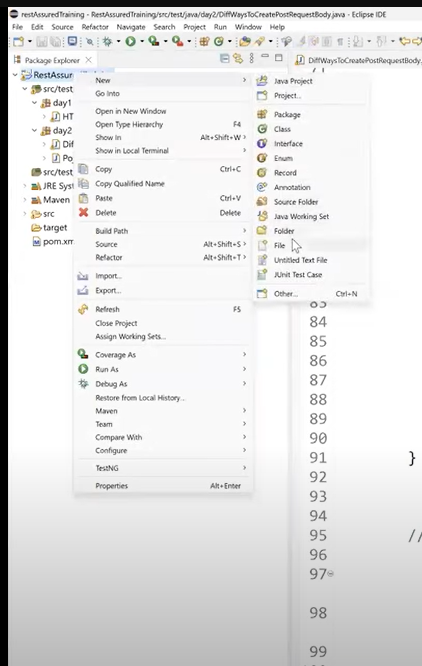 restAssuredTraining - RestAssuredTraining/src/test/java/day2/DiffWaysToCreatePostRequestBody.java - Eclipse IDE
File Edit Source Refactor Navigate Search Project Run Window Help
Package Explorer
DiffWaysToCreatePostRequestBody.
RestAssu
src/test
day1
HT
day2
Dif
Po
src/test
JRE Sys
Maven
src
target
pom.xm
New
Go Into
Open in New Window
Open Type Hierarchy F4
Show In Alt+Shift+W
Show in Local Terminal
Copy Ctrl+C
Copy Qualified Name
Paste Ctrl+V
Delete Delete
Build Path
Source Alt+Shift+S
Refactor Alt+Shift+T
Import...
Export...
Refresh F5
Close Project
Assign Working Sets...
Coverage As
Run As
Debug As
Restore from Local History...
Maven
Team
Compare With
Configure
TestNG
Properties Alt+Enter
Java Project
Project...
Package
Class
Interface
Enum
Record
Annotation
Source Folder
Java Working Set
Folder
File
Untitled Text File
JUnit Test Case
Other... Ctrl+N
83
84
85
86
87
88
89
90
91 }
92
93
94
95 //
96
97
98
99